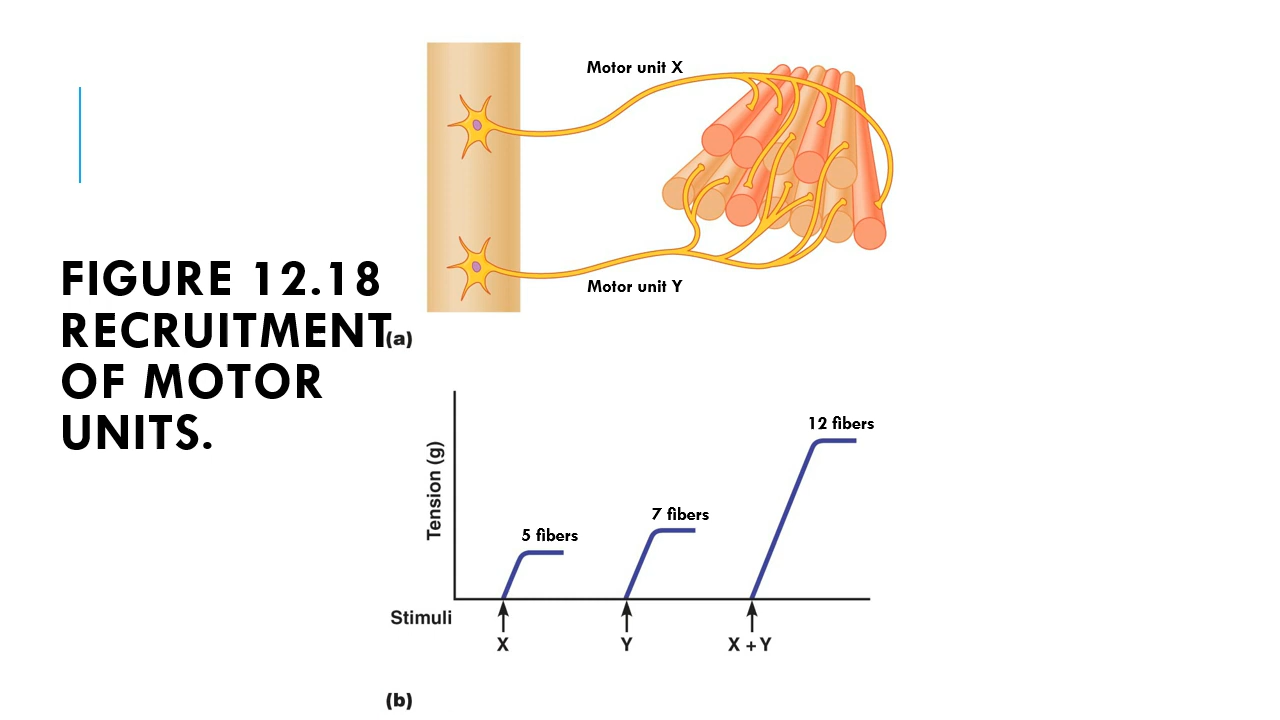 FIGURE 12.18
RECRUITMENT
OF MOTOR
UNITS.
Motor unit X
Motor unit Y
(a)
Tension (g)
5 fibers
7 fibers
12 fibers
Stimuli
X
Y
X + Y
(b)